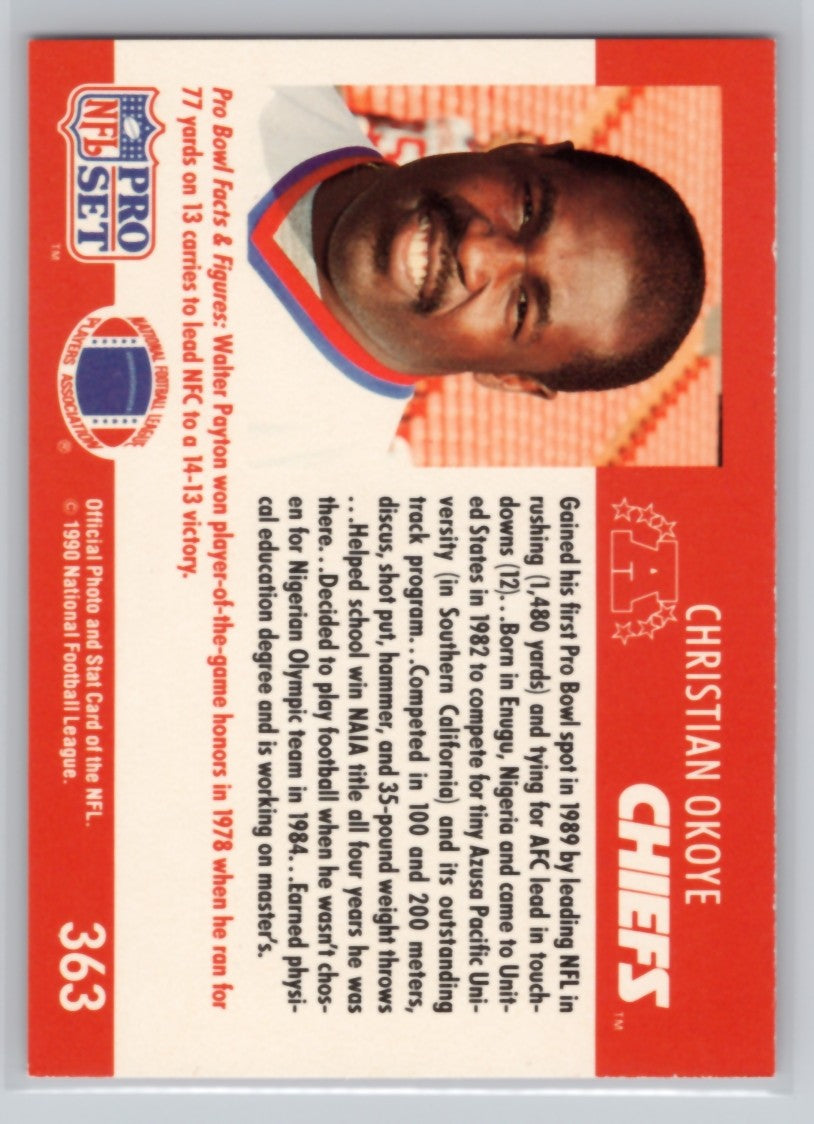 CHRISTIAN OKOYE
A
CHIEFS
TM
Gained his first Pro Bowl spot in 1989 by leading NFL in
rushing (1,480 yards) and tying for AFC lead in touch-
downs (12)...Born in Enugu, Nigeria and came to Unit-
ed States in 1982 to compete for tiny Azusa Pacific Uni-
versity (in Southern California) and its outstanding
track program...Competed in 100 and 200 meters,
discus, shot put, hammer, and 35-pound weight throws
...Helped school win NAIA title all four years he was
there...Decided to play football when he wasn't chos-
en for Nigerian Olympic team in 1984...Earned physi-
cal education degree and is working on master's.
Pro Bowl Facts & Figures: Walter Payton won player-of-the-game honors in 1978 when he ran for
77 yards on 13 carries to lead NFC to a 14-13 victory.
NFL
PRO
SET
TM
NATIONAL FOOTBALL LEAGUE
PLAYERS ASSOCIATION
®
Official Photo and Stat Card of the NFL.
© 1990 National Football League.
363